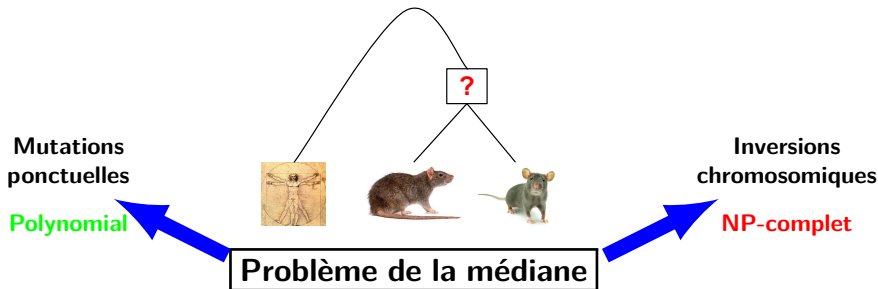 ?
Mutations
ponctuelles
Polynomial
Inversions
chromosomiques
NP-complet
Problème de la médiane